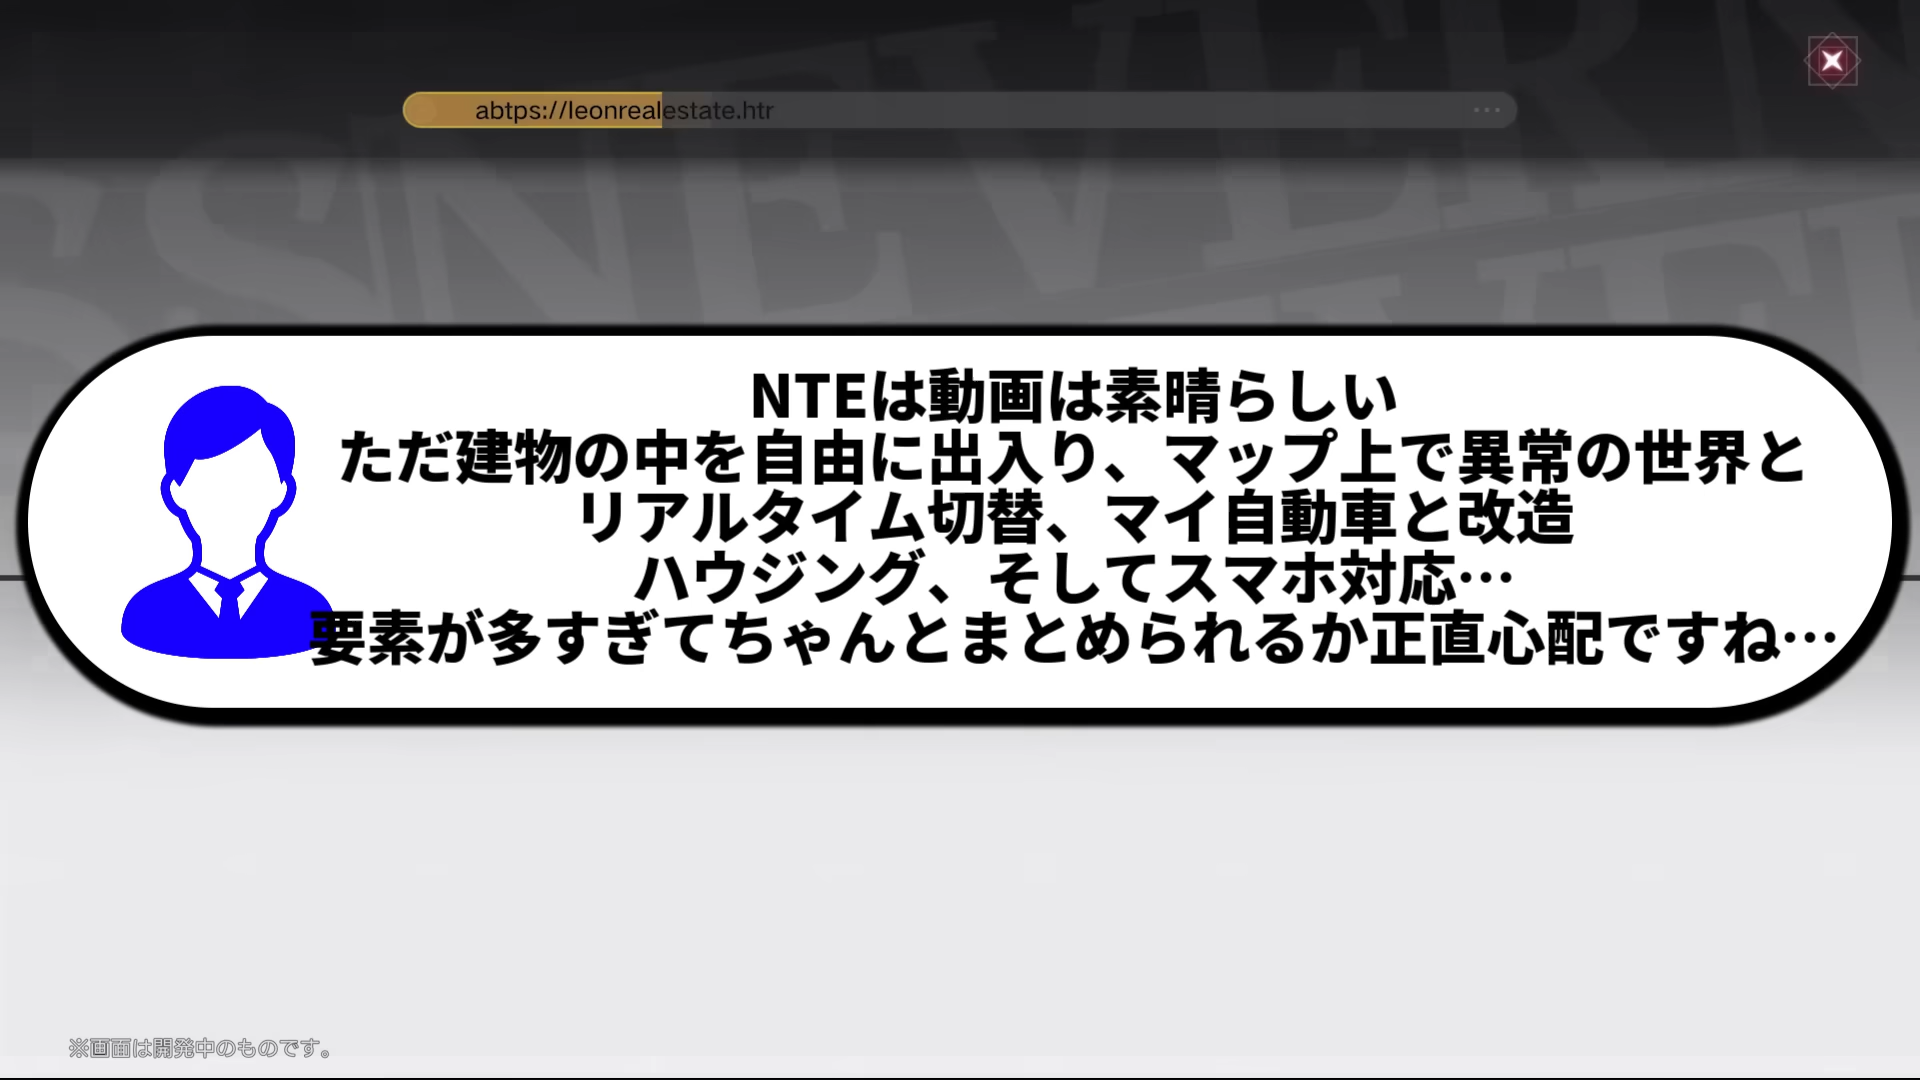 abtps://leonrealestate.htr
NEVERN
NTEは動画は素晴らしい
ただ建物の中を自由に出入り、マップ上で異常の世界と
リアルタイム切替、マイ自動車と改造
ハウジング、そしてスマホ対応…
要素が多すぎてちゃんとまとめられるか正直心配ですね…
※画面は開発中のものです。